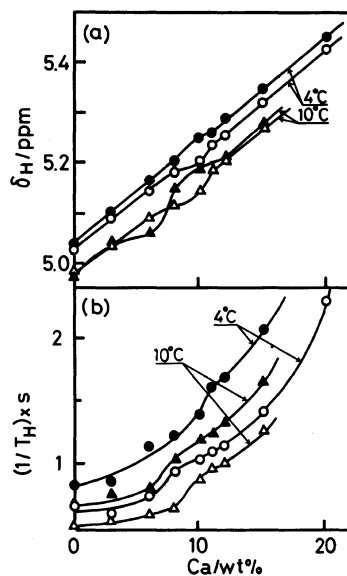 (a)
5.4
5.2
5.0
δH/ppm
4°C
10°C
(b)
2
1
(1/TH)×s
4°C
10°C
0 10 20
Ca/wt%